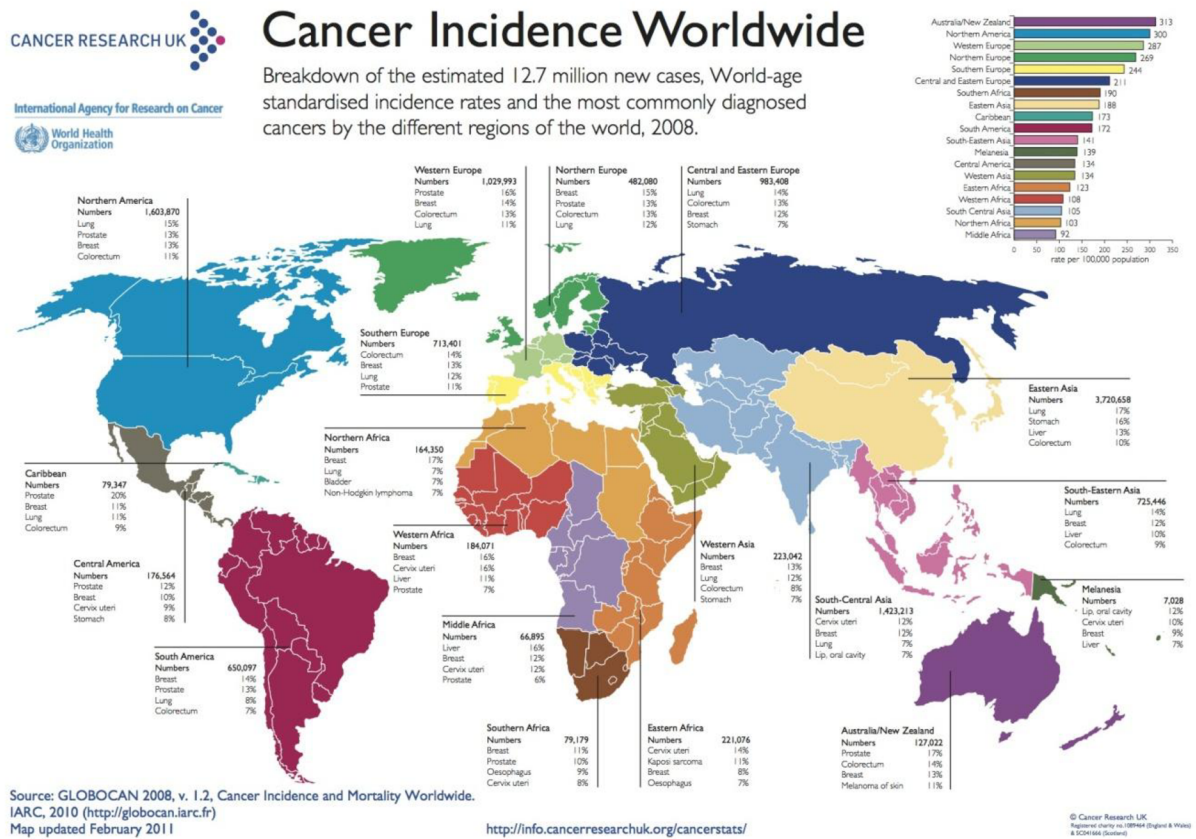 CANCER RESEARCH UK
International Agency for Research on Cancer
World Health
Organization
Cancer Incidence Worldwide
Breakdown of the estimated 12.7 million new cases, World-age
standardised incidence rates and the most commonly diagnosed
cancers by the different regions of the world, 2008.
Australia/New Zealand 313
Northern America 300
Western Europe 287
Northern Europe 269
Southern Europe 244
Central and Eastern Europe 211
Southern Africa 190
Eastern Asia 188
Caribbean 173
South America 172
South-Eastern Asia 141
Melanesia 139
Central America 134
Western Asia 134
Eastern Africa 123
Western Africa 108
South Central Asia 105
Northern Africa 103
Middle Africa 92
0 50 100 150 200 250 300 350
rate per 100,000 population
Northern America
Numbers 1,603,870
Lung 15%
Prostate 13%
Breast 13%
Colorectum 11%
Western Europe
Numbers 1,029,993
Prostate 16%
Breast 14%
Colorectum 13%
Lung 11%
Northern Europe
Numbers 482,080
Breast 15%
Prostate 13%
Colorectum 13%
Lung 12%
Central and Eastern Europe
Numbers 983,408
Lung 14%
Colorectum 13%
Breast 12%
Stomach 7%
Southern Europe
Numbers 713,401
Colorectum 14%
Breast 13%
Lung 12%
Prostate 11%
Eastern Asia
Numbers 3,720,658
Lung 17%
Stomach 16%
Liver 13%
Colorectum 10%
Northern Africa
Numbers 164,350
Breast 17%
Lung 7%
Bladder 7%
Non-Hodgkin lymphoma 7%
Caribbean
Numbers 79,347
Prostate 20%
Breast 11%
Lung 11%
Colorectum 9%
South-Eastern Asia
Numbers 725,446
Lung 14%
Breast 12%
Liver 10%
Colorectum 9%
Western Africa
Numbers 184,071
Breast 16%
Cervix uteri 16%
Liver 11%
Prostate 7%
Western Asia
Numbers 223,042
Breast 13%
Lung 12%
Colorectum 8%
Stomach 7%
Central America
Numbers 176,564
Prostate 12%
Breast 10%
Cervix uteri 9%
Stomach 8%
Melanesia
Numbers 7,028
Lip, oral cavity 12%
Cervix uteri 10%
Breast 9%
Liver 7%
South-Central Asia
Numbers 1,423,213
Cervix uteri 12%
Breast 12%
Lung 7%
Lip, oral cavity 7%
Middle Africa
Numbers 66,895
Liver 16%
Breast 12%
Cervix uteri 12%
Prostate 6%
South America
Numbers 650,097
Breast 14%
Prostate 13%
Lung 8%
Colorectum 7%
Southern Africa
Numbers 79,179
Breast 11%
Prostate 10%
Oesophagus 9%
Cervix uteri 8%
Eastern Africa
Numbers 221,076
Cervix uteri 14%
Kaposi sarcoma 11%
Breast 8%
Oesophagus 7%
Australia/New Zealand
Numbers 127,022
Prostate 17%
Colorectum 14%
Breast 13%
Melanoma of skin 11%
Source: GLOBOCAN 2008, v. 1.2, Cancer Incidence and Mortality Worldwide.
IARC, 2010 (http://globocan.iarc.fr)
Map updated February 2011
http://info.cancerresearchuk.org/cancerstats/
© Cancer Research UK
Registered charity no.1089464 (England & Wales)
& SC041666 (Scotland)